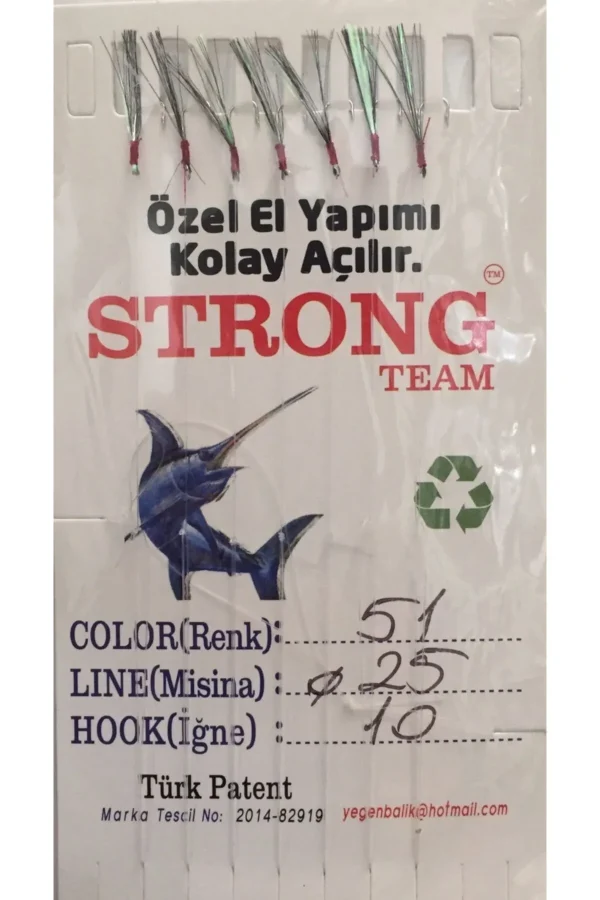 Özel El Yapımı
Kolay Açılır.
STRONG TM
TEAM
COLOR(Renk): 51
LINE(Misina) : ø 25
HOOK(İğne) : 10
Türk Patent
Marka Tescil No: 2014-82919 yegenbalik@hotmail.com